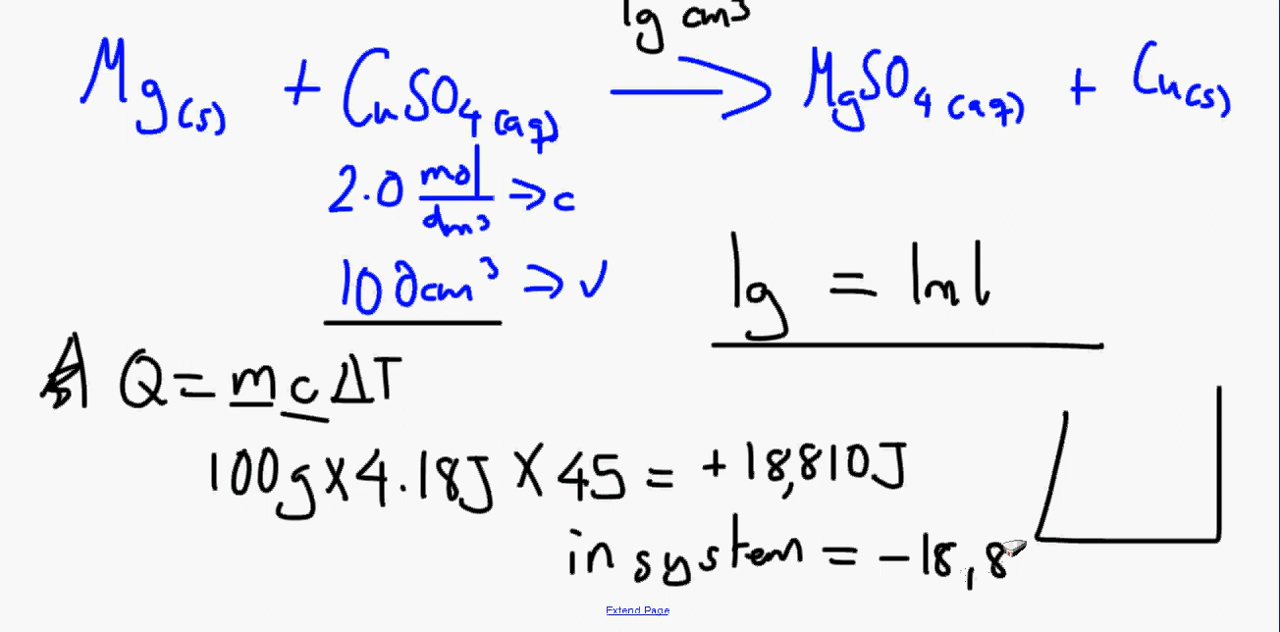 1g cm³
Mg(s) + CuSO₄(aq) → MgSO₄(aq) + Cu(s)
2.0 mol/dm³ ⇒ c
100cm³ ⇒ V
1g = 1ml
Q = mcΔT
100g × 4.18J × 45 = +18,810J
in system = -18,8
Extend Page